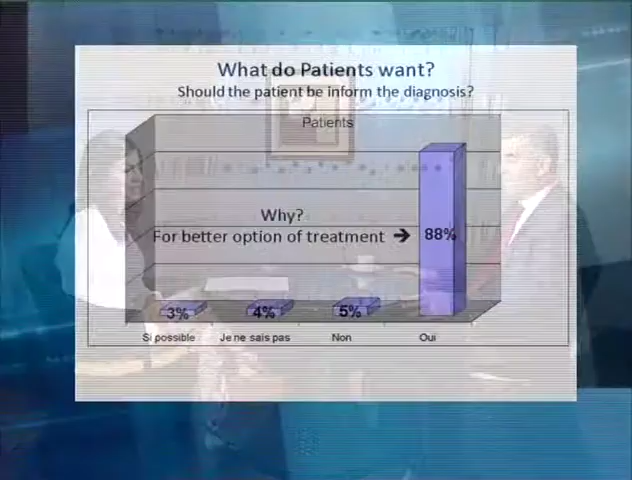 What do Patients want?
Should the patient be inform the diagnosis?
Patients
Why?
For better option of treatment → 88%
3% 4% 5%
Si possible Je ne sais pas Non Oui